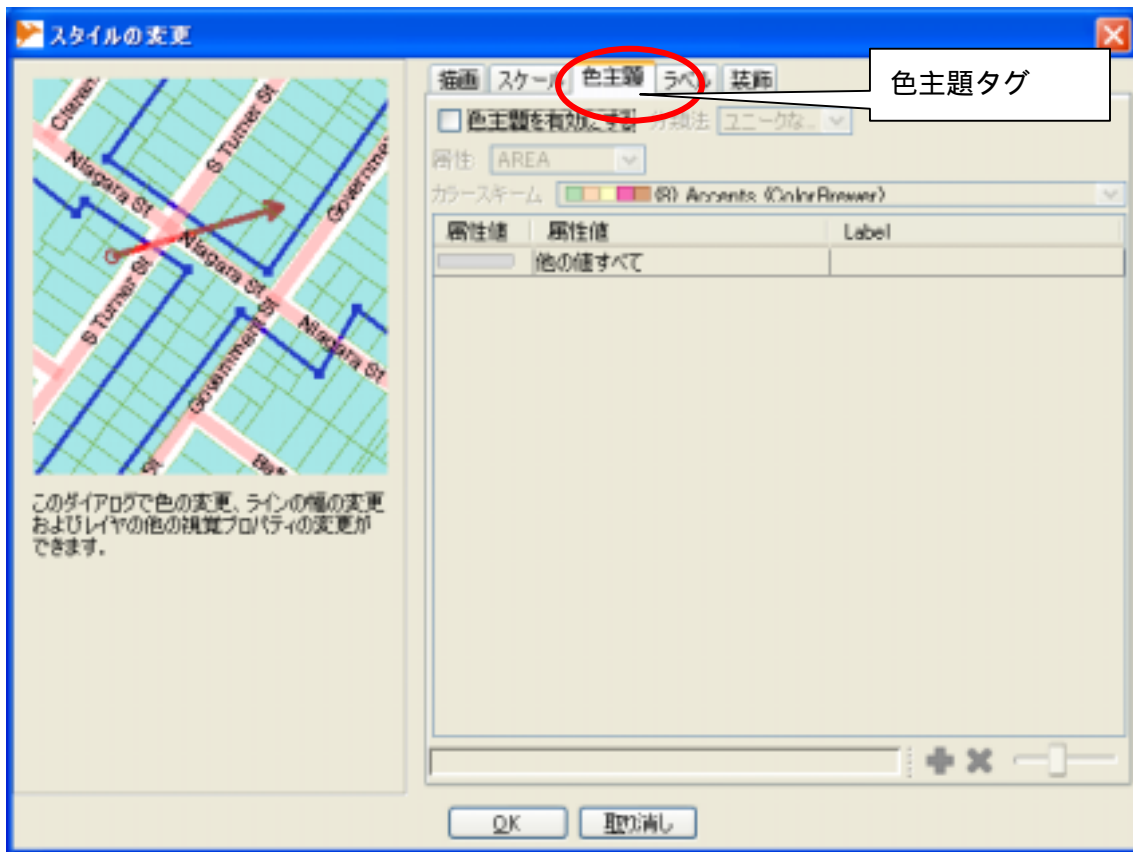 スタイルの変更
描画 スケール 色主題 ラベル 装飾
色主題タグ
色主題を有効にする 分類法 ユニークな...
属性: AREA
カラースキーム (8) Accents (ColorBrewer)
属性値 属性値 Label
他の値すべて
S Turner St
Niagara St
Niagara St
S Turner St
Niagara St
Government St
St
このダイアログで色の変更、ラインの幅の変更
およびレイヤの他の視覚プロパティの変更が
できます.
OK 取り消し